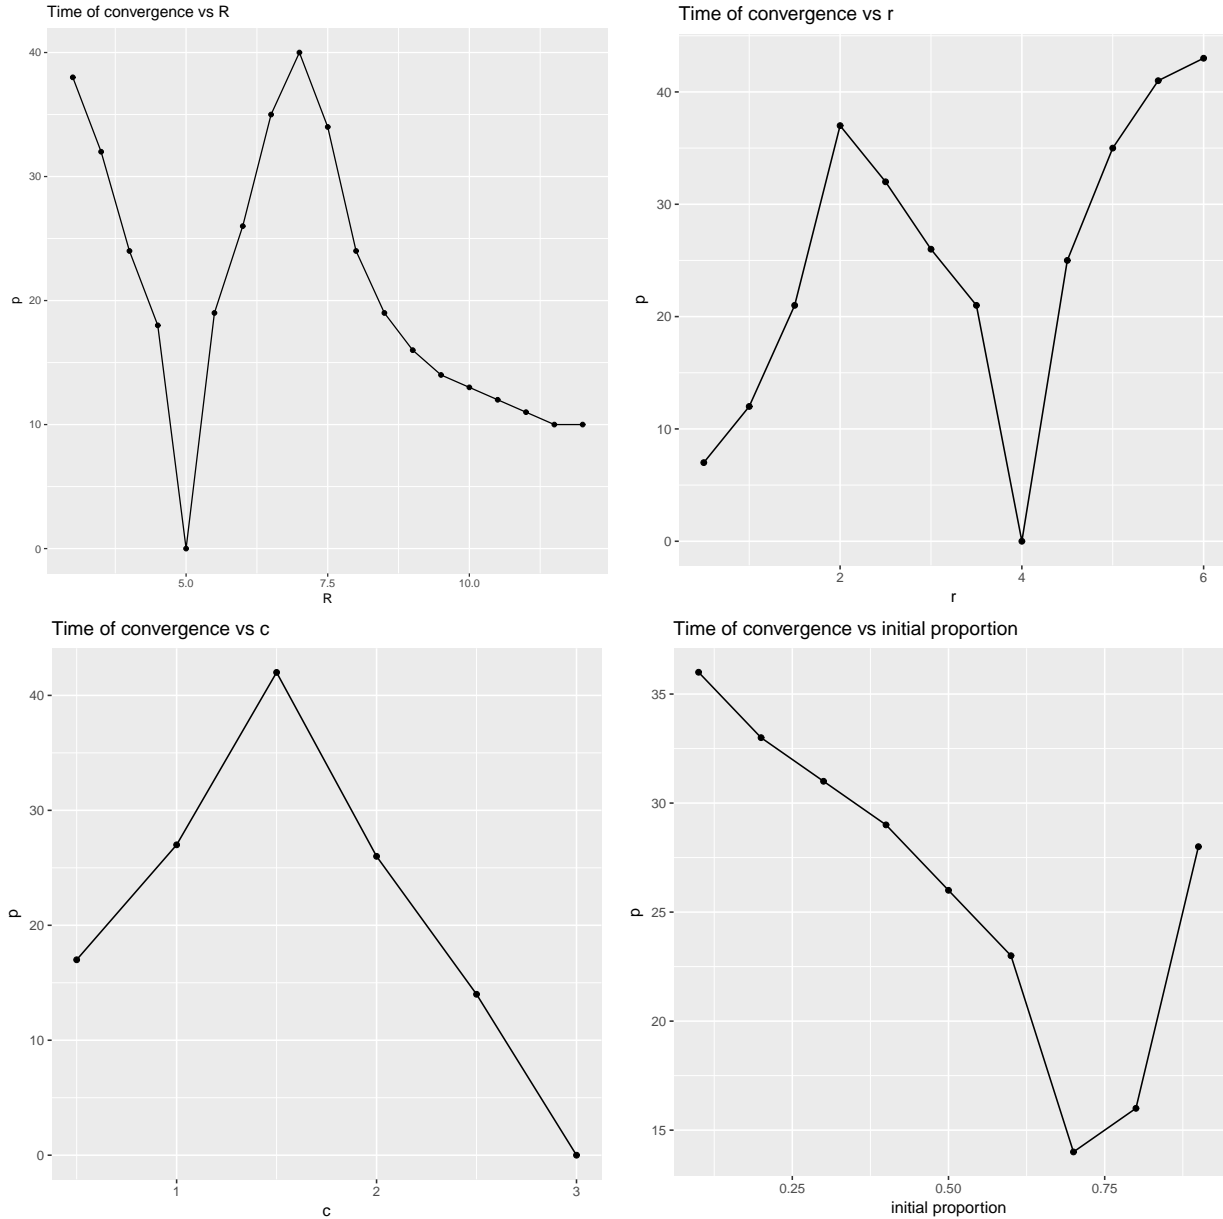 Time of convergence vs R
40
30
20
10
0
p
5.0 7.5 10.0
R
Time of convergence vs r
40
30
20
10
0
p
2 4 6
r
Time of convergence vs c
40
30
20
10
0
p
1 2 3
c
Time of convergence vs initial proportion
35
30
25
20
15
p
0.25 0.50 0.75
initial proportion